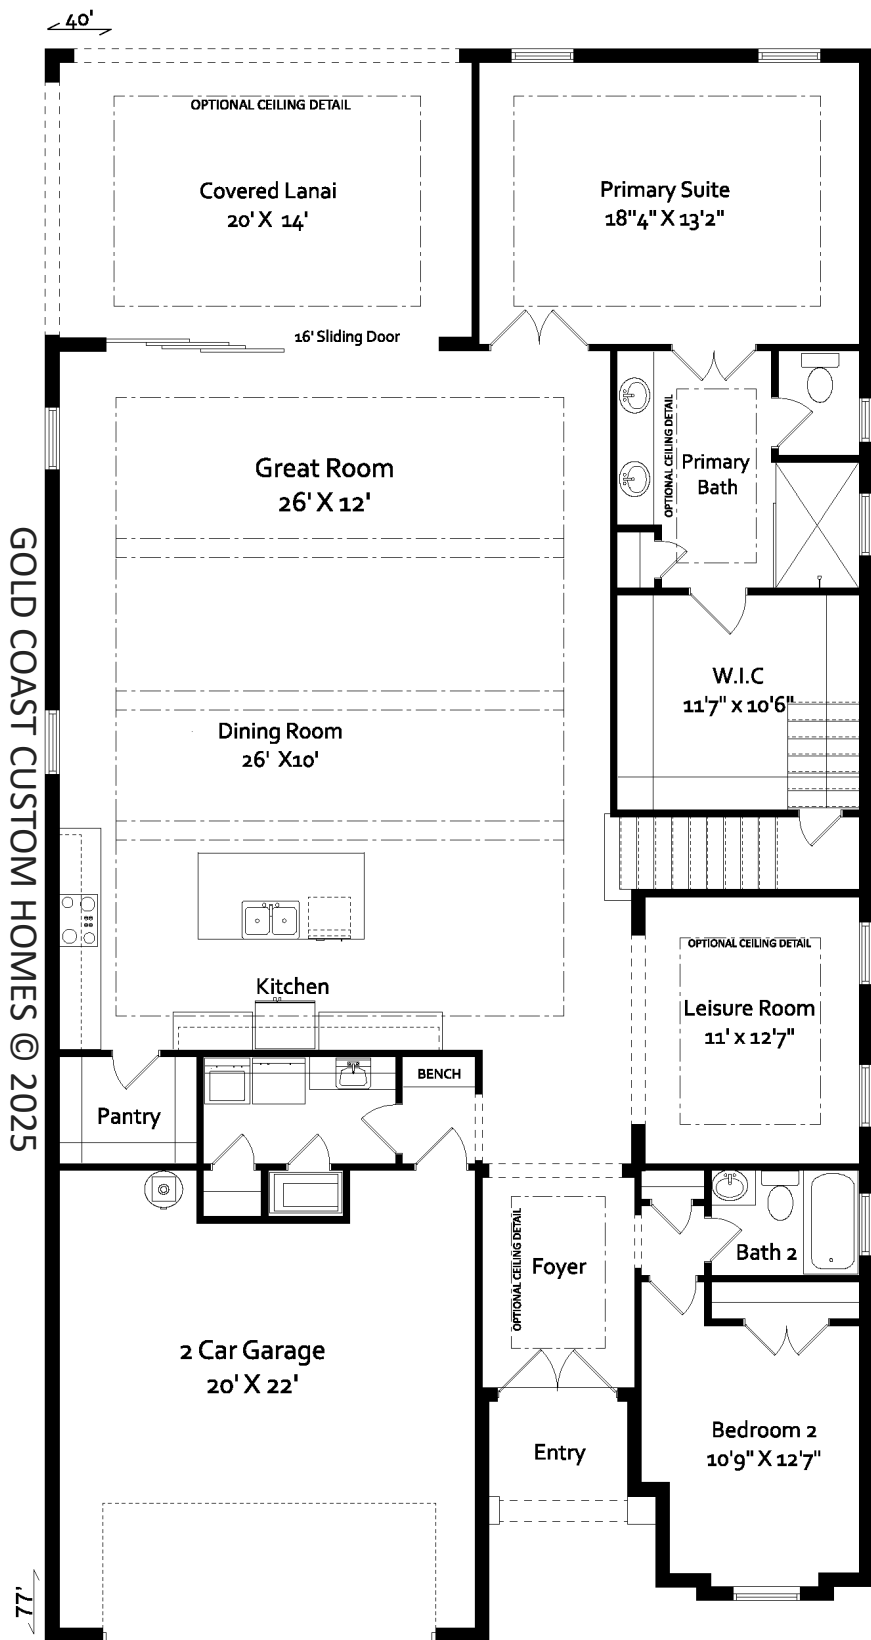 40'
OPTIONAL CEILING DETAIL
Covered Lanai
20' X 14'
Primary Suite
18"4" X 13'2"
16' Sliding Door
Great Room
26' X 12'
OPTIONAL CEILING DETAIL
Primary
Bath
GOLD COAST CUSTOM HOMES © 2025
W.I.C
11'7" x 10'6"
Dining Room
26' X10'
OPTIONAL CEILING DETAIL
Kitchen
Leisure Room
11' x 12'7"
BENCH
Pantry
OPTIONAL CEILING DETAIL
Foyer
Bath 2
2 Car Garage
20' X 22'
Bedroom 2
10'9" X 12'7"
Entry
77'